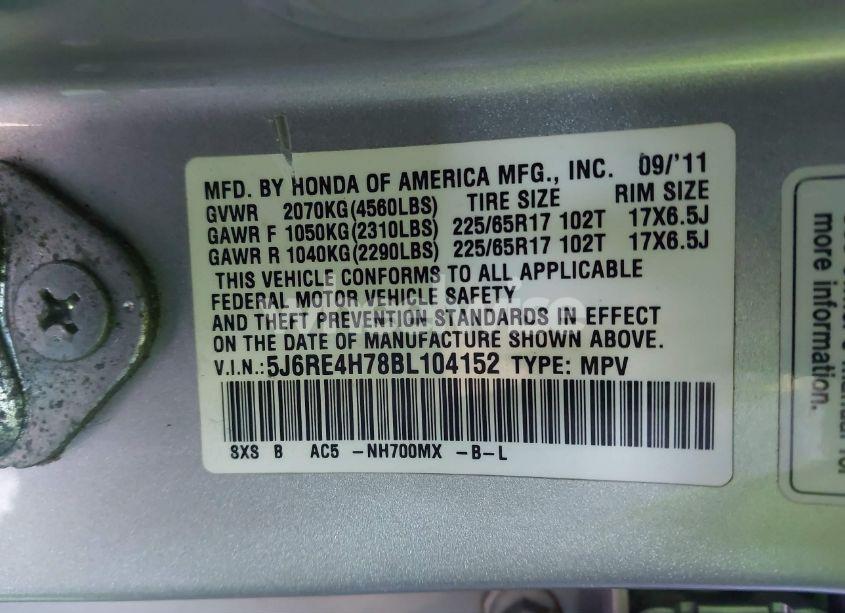 MFD. BY HONDA OF AMERICA MFG., INC. 09/'11
GVWR 2070KG(4560LBS) TIRE SIZE RIM SIZE
GAWR F 1050KG(2310LBS) 225/65R17 102T 17X6.5J
GAWR R 1040KG(2290LBS) 225/65R17 102T 17X6.5J
THIS VEHICLE CONFORMS TO ALL APPLICABLE
FEDERAL MOTOR VEHICLE SAFETY
AND THEFT PREVENTION STANDARDS IN EFFECT
ON THE DATE OF MANUFACTURE SHOWN ABOVE.
V.I.N.:5J6RE4H78BL104152 TYPE: MPV
SXS B AC5 -NH700MX -B-L
more information.